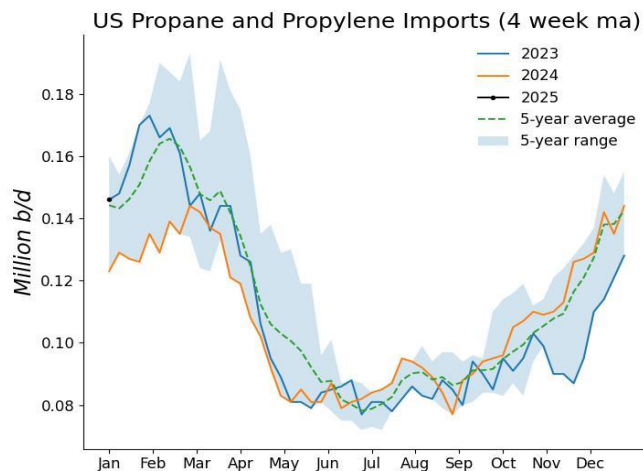 US Propane and Propylene Imports (4 week ma)
2023
2024
2025
5-year average
5-year range
Million b/d
0.18
0.16
0.14
0.12
0.10
0.08
Jan Feb Mar Apr May Jun Jul Aug Sep Oct Nov Dec